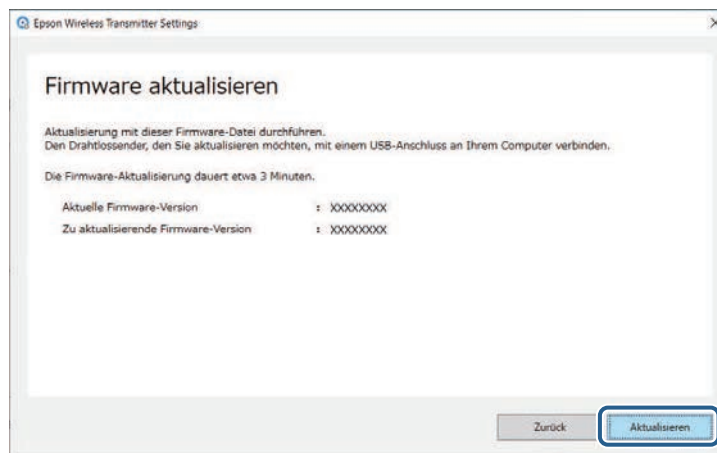 Epson Wireless Transmitter Settings
Firmware aktualisieren
Aktualisierung mit dieser Firmware-Datei durchführen.
Den Drahtlossender, den Sie aktualisieren möchten, mit einem USB-Anschluss an Ihrem Computer verbinden.
Die Firmware-Aktualisierung dauert etwa 3 Minuten.
Aktuelle Firmware-Version : XXXXXXXX
Zu aktualisierende Firmware-Version : XXXXXXXX
Zurück Aktualisieren